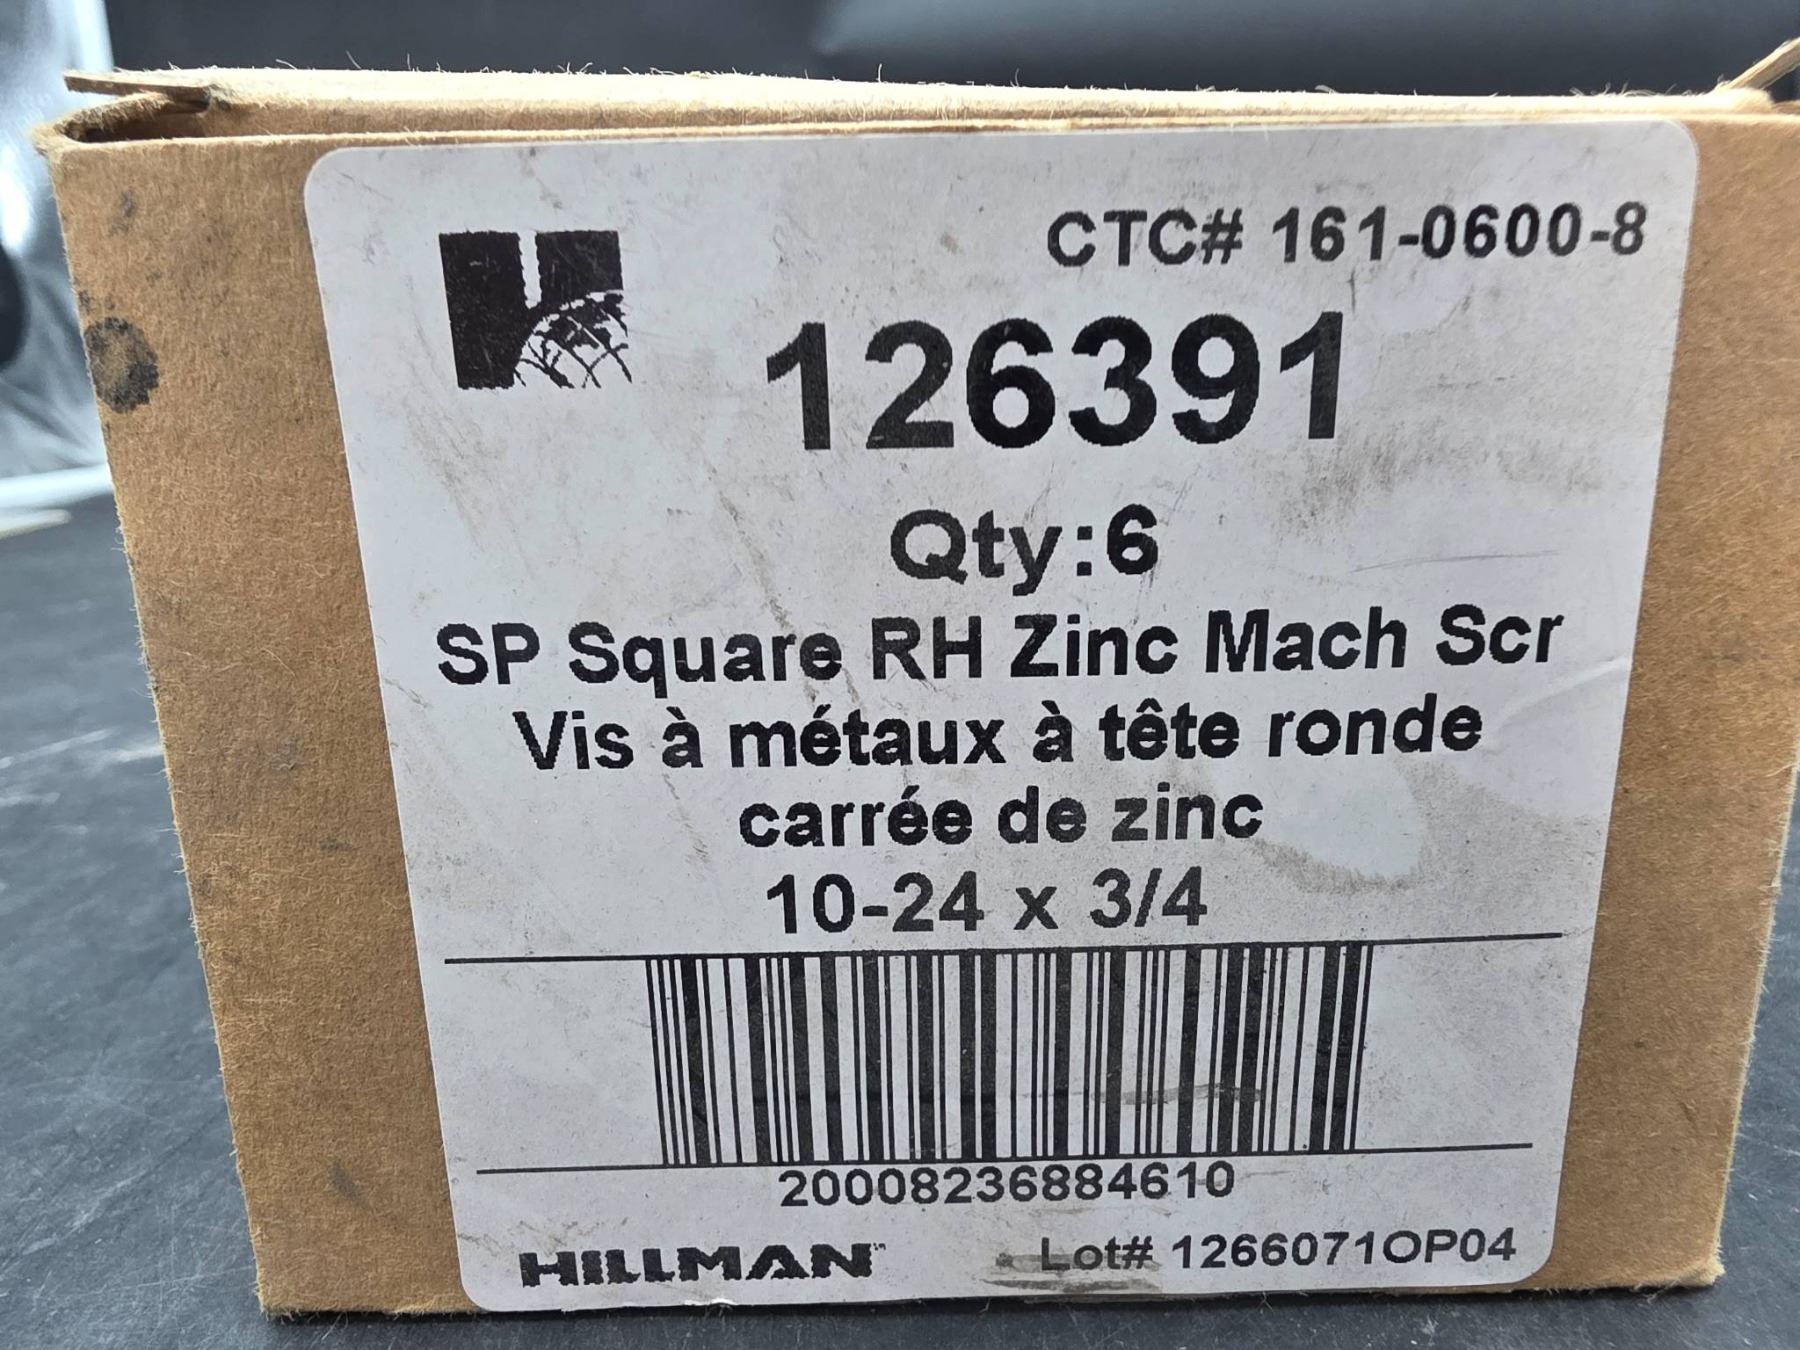 CTC# 161-0600-8
126391
Qty:6
SP Square RH Zinc Mach Scr
Vis à métaux à tête ronde
carrée de zinc
10-24 x 3/4
20008236884610
HILLMAN
Lot# 1266071OP04